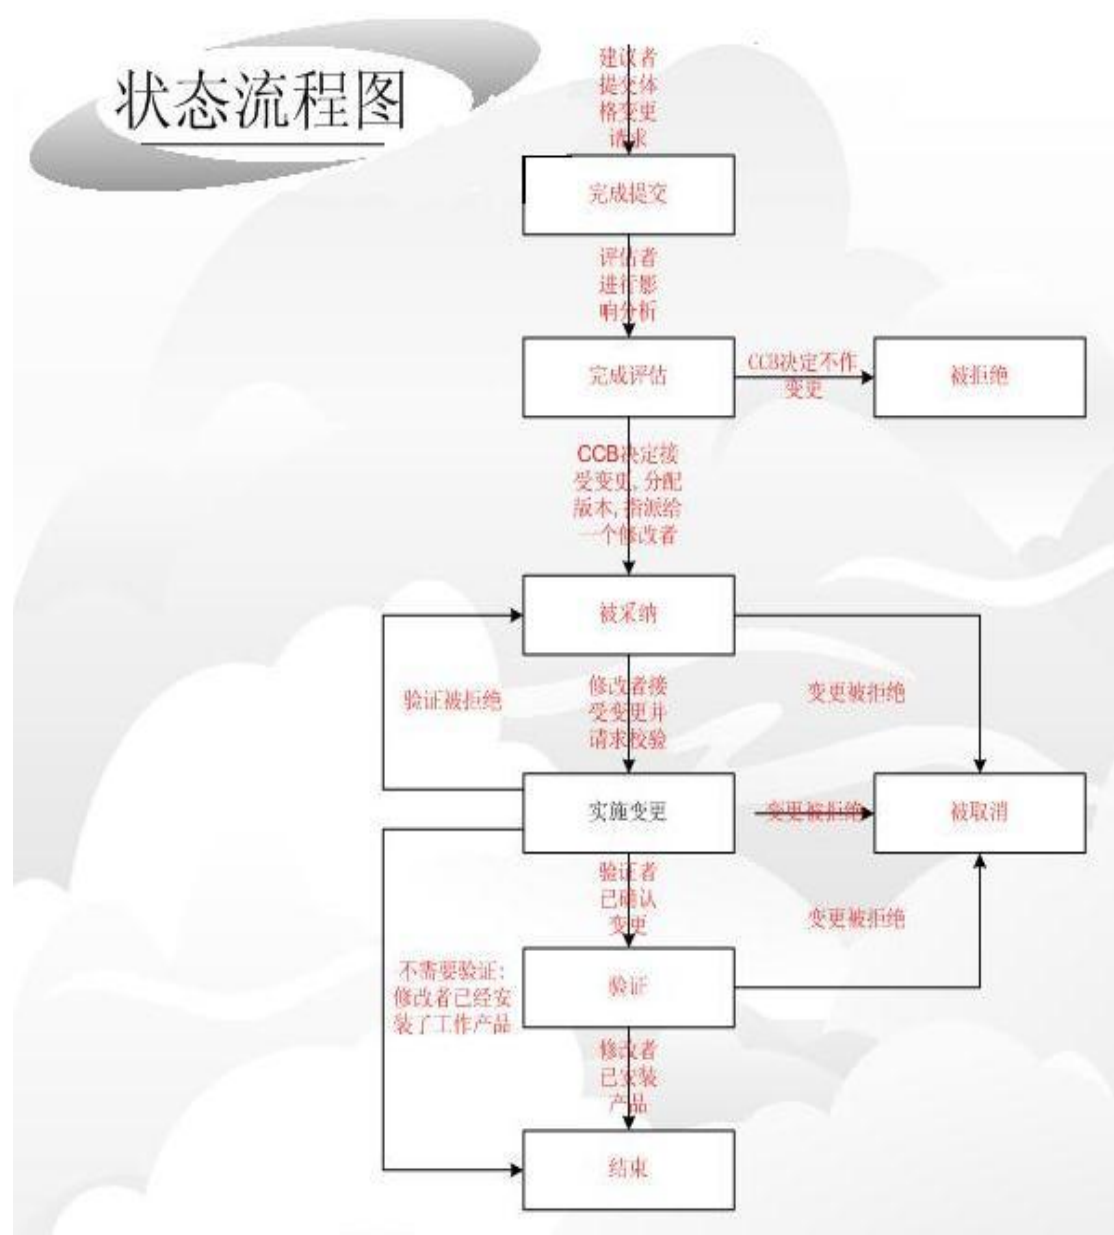 状态流程图
建议者
提交体
格变更
请求
完成提交
评估者
进行影
响分析
完成评估
CCB决定不作
变更
被拒绝
CCB决定接
受变更,分配
版本,指派给
一个修改者
被采纳
验证被拒绝
修改者接
受变更并
请求校验
变更被拒绝
实施变更
变更被拒绝
被取消
验证者
已确认
变更
变更被拒绝
不需要验证:
修改者已经安
装了工作产品
验证
修改者
已安装
产品
结束